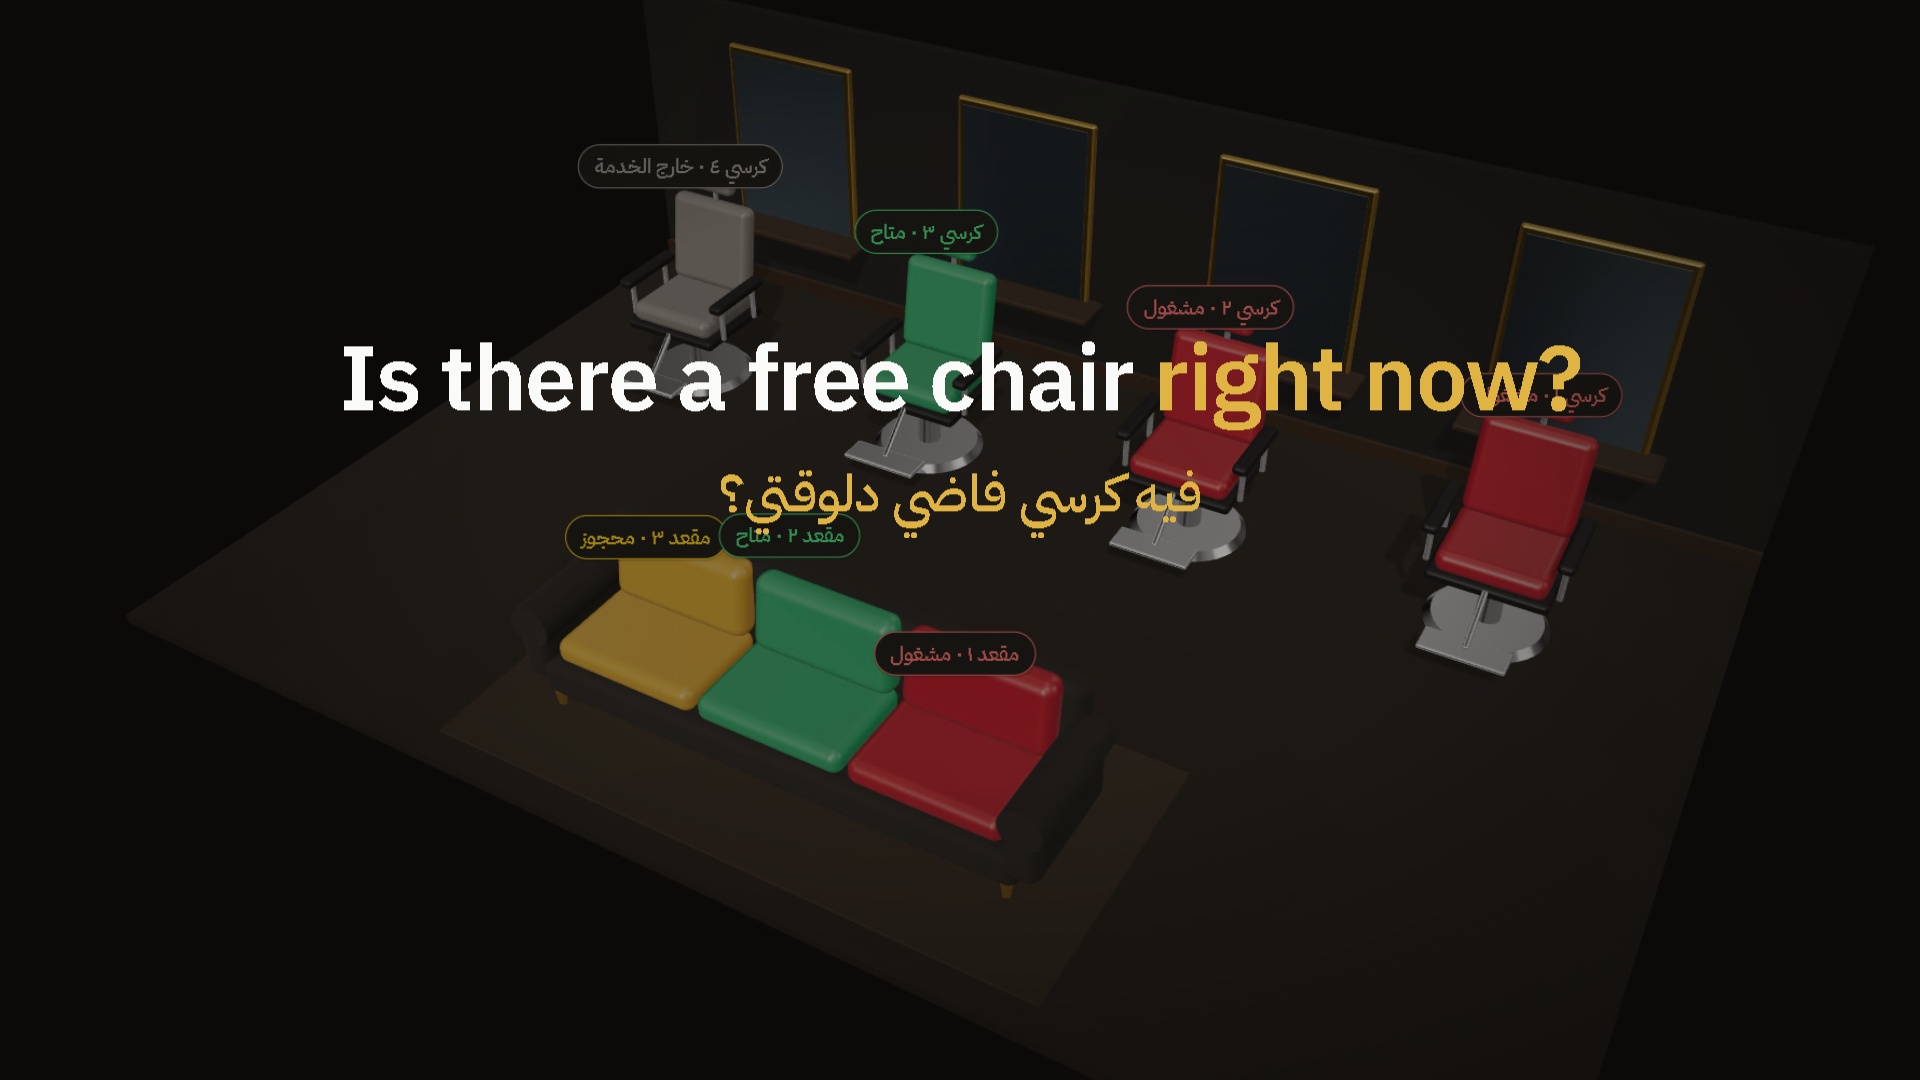 كرسي ٤ · خارج الخدمة
كرسي ٣ · متاح
كرسي ٢ · مشغول
Is there a free chair right now?
كرسي
فيه كرسي فاضي دلوقتي؟
مقعد ٣ · محجوز
مقعد ٢ · متاح
مقعد ١ · مشغول